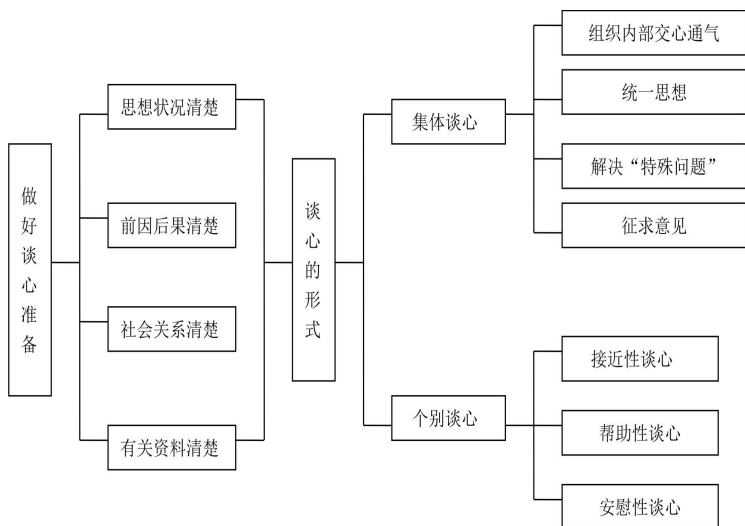 做好谈心准备
思想状况清楚
前因后果清楚
社会关系清楚
有关资料清楚
谈心的形式
集体谈心
组织内部交心通气
统一思想
解决“特殊问题”
征求意见
个别谈心
接近性谈心
帮助性谈心
安慰性谈心